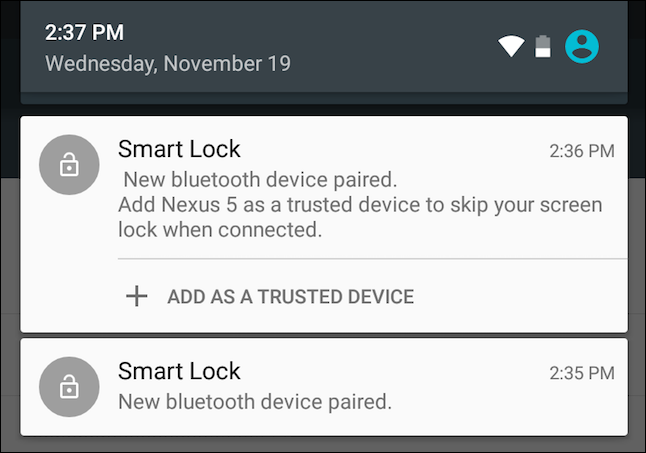 2:37 PM
Wednesday, November 19
Smart Lock 2:36 PM
New bluetooth device paired.
Add Nexus 5 as a trusted device to skip your screen
lock when connected.
ADD AS A TRUSTED DEVICE
Smart Lock 2:35 PM
New bluetooth device paired.